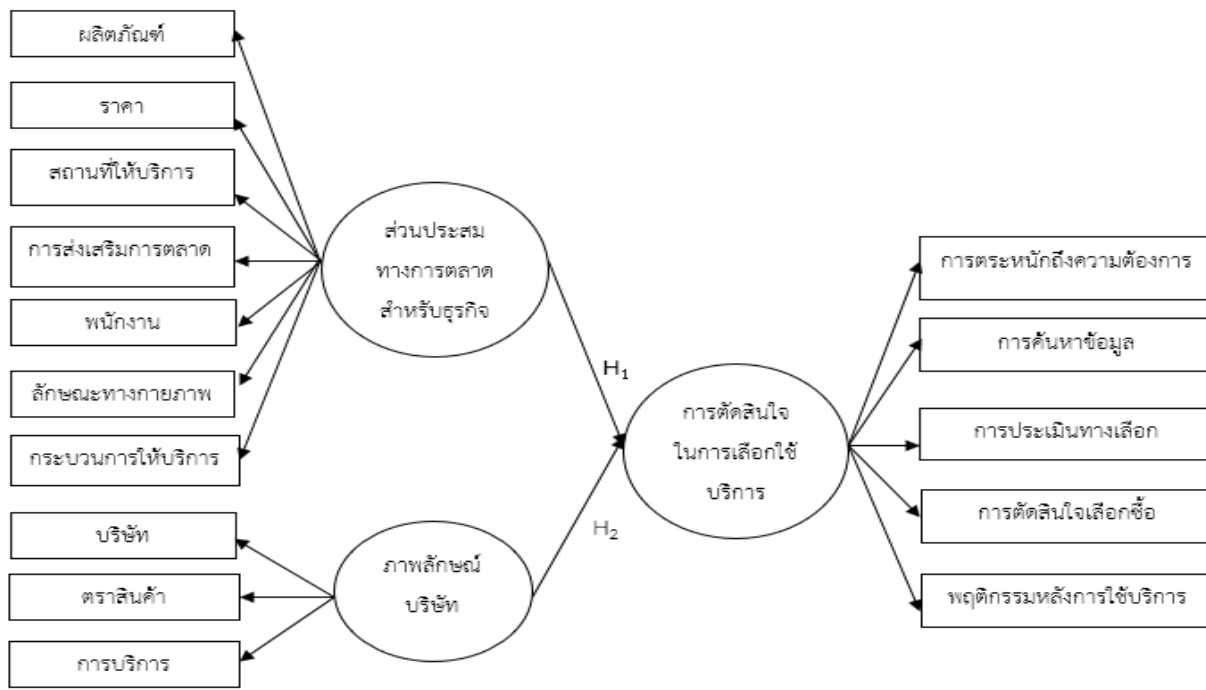 ผลิตภัณฑ์
ราคา
สถานที่ให้บริการ
การส่งเสริมการตลาด
พนักงาน
ลักษณะทางกายภาพ
กระบวนการให้บริการ
บริษัท
ตราสินค้า
การบริการ
ส่วนประสม
ทางการตลาด
สำหรับธุรกิจ
ภาพลักษณ์
บริษัท
H₁
H₂
การตัดสินใจ
ในการเลือกใช้
บริการ
การตระหนักถึงความต้องการ
การค้นหาข้อมูล
การประเมินทางเลือก
การตัดสินใจเลือกซื้อ
พฤติกรรมหลังการใช้บริการ